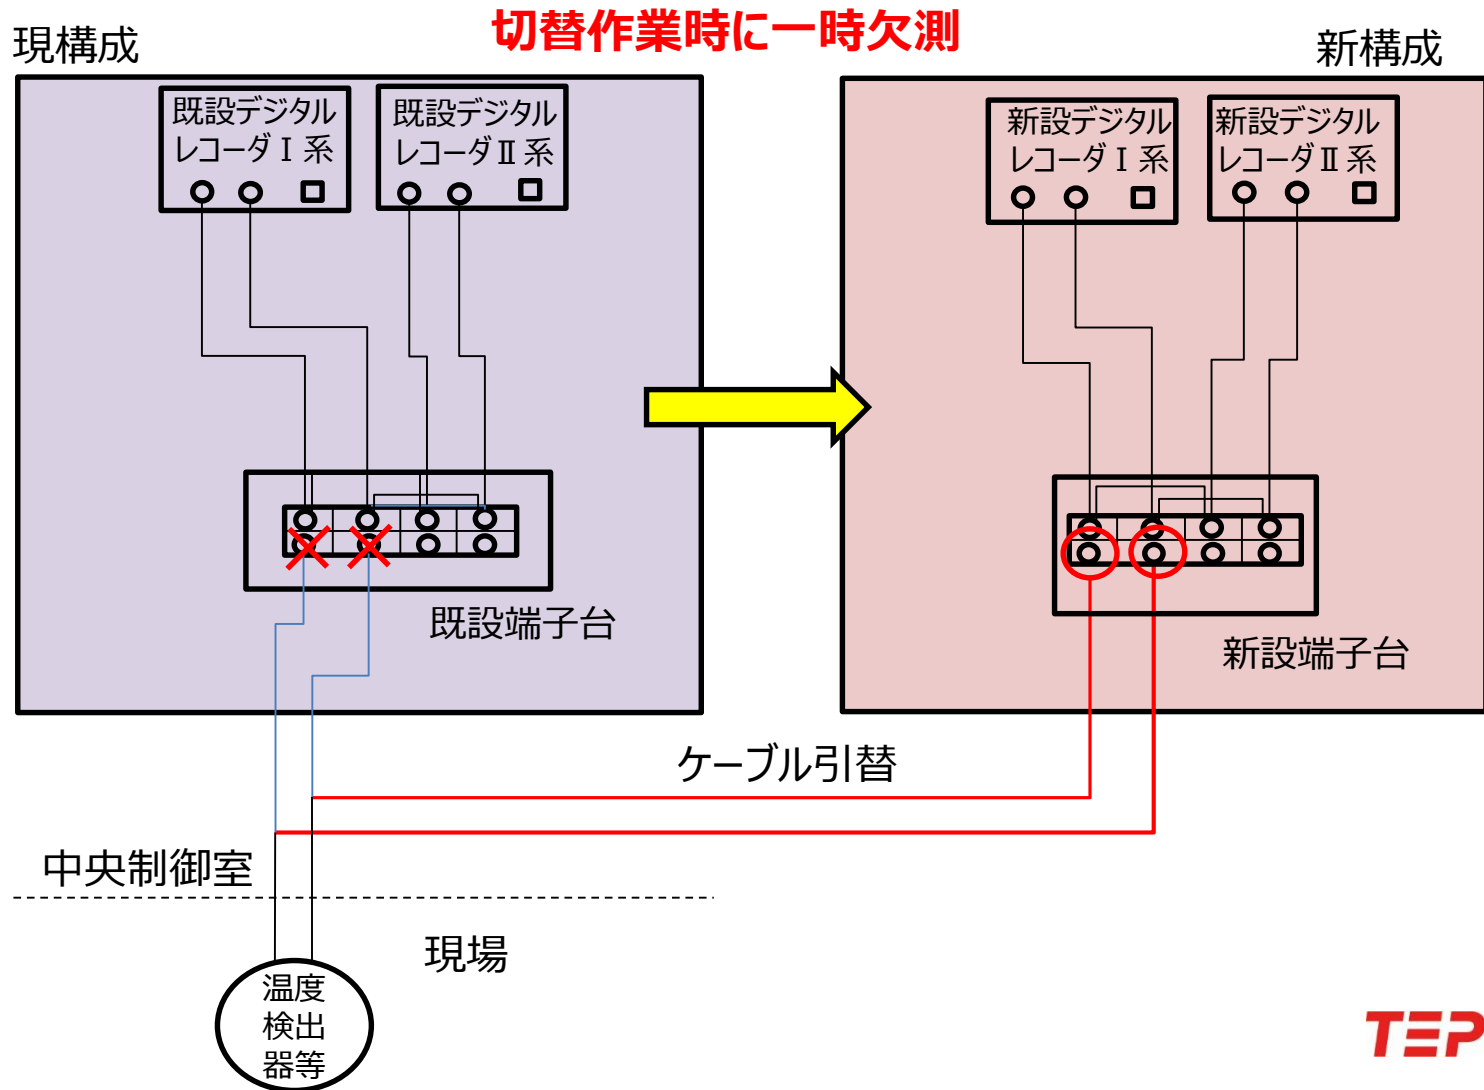 切替作業時に一時欠測
現構成
新構成
既設デジタル
レコーダⅠ系
既設デジタル
レコーダⅡ系
新設デジタル
レコーダⅠ系
新設デジタル
レコーダⅡ系
既設端子台
新設端子台
ケーブル引替
中央制御室
現場
温度
検出
器等
TEP